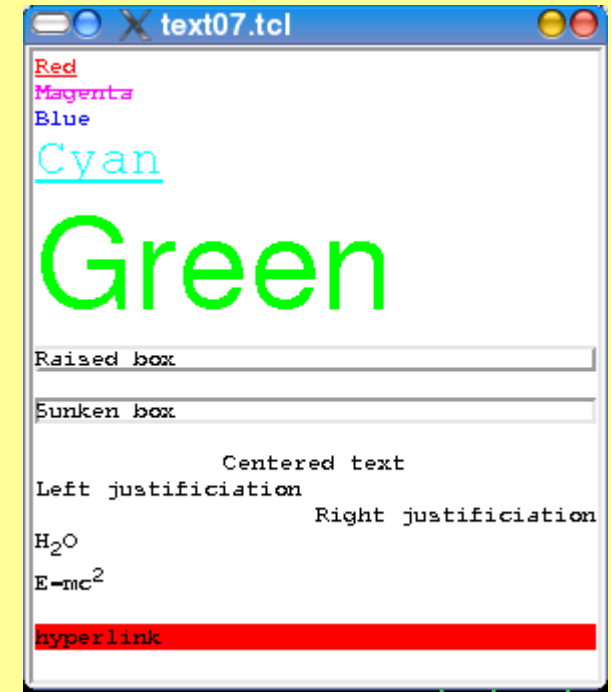 text07.tcl
Red
Magenta
Blue
Cyan
Green
Raised box
Sunken box
Centered text
Left justificiation
Right justificiation
H₂O
E=mc²
hyperlink